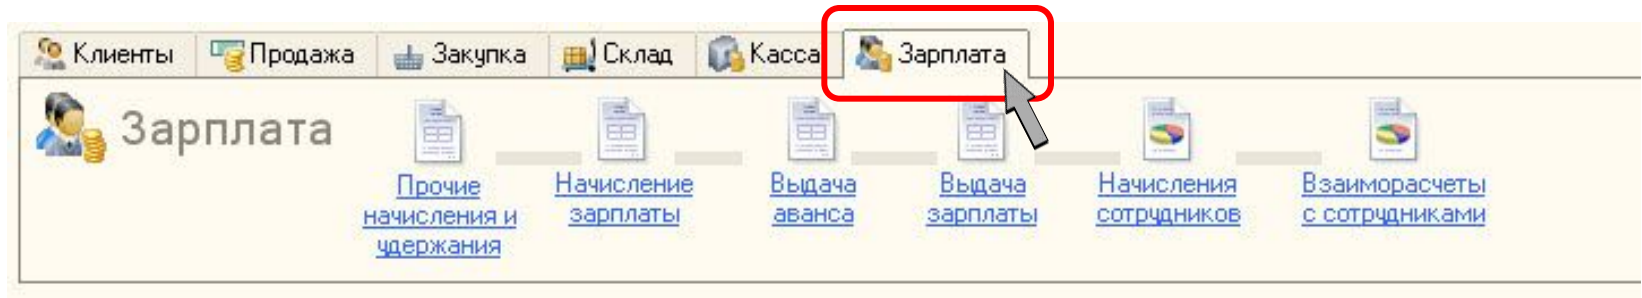 Клиенты Продажа Закупка Склад Касса Зарплата
Зарплата
Прочие
начисления и
удержания
Начисление
зарплаты
Выдача
аванса
Выдача
зарплаты
Начисления
сотрудников
Взаиморасчеты
с сотрудниками